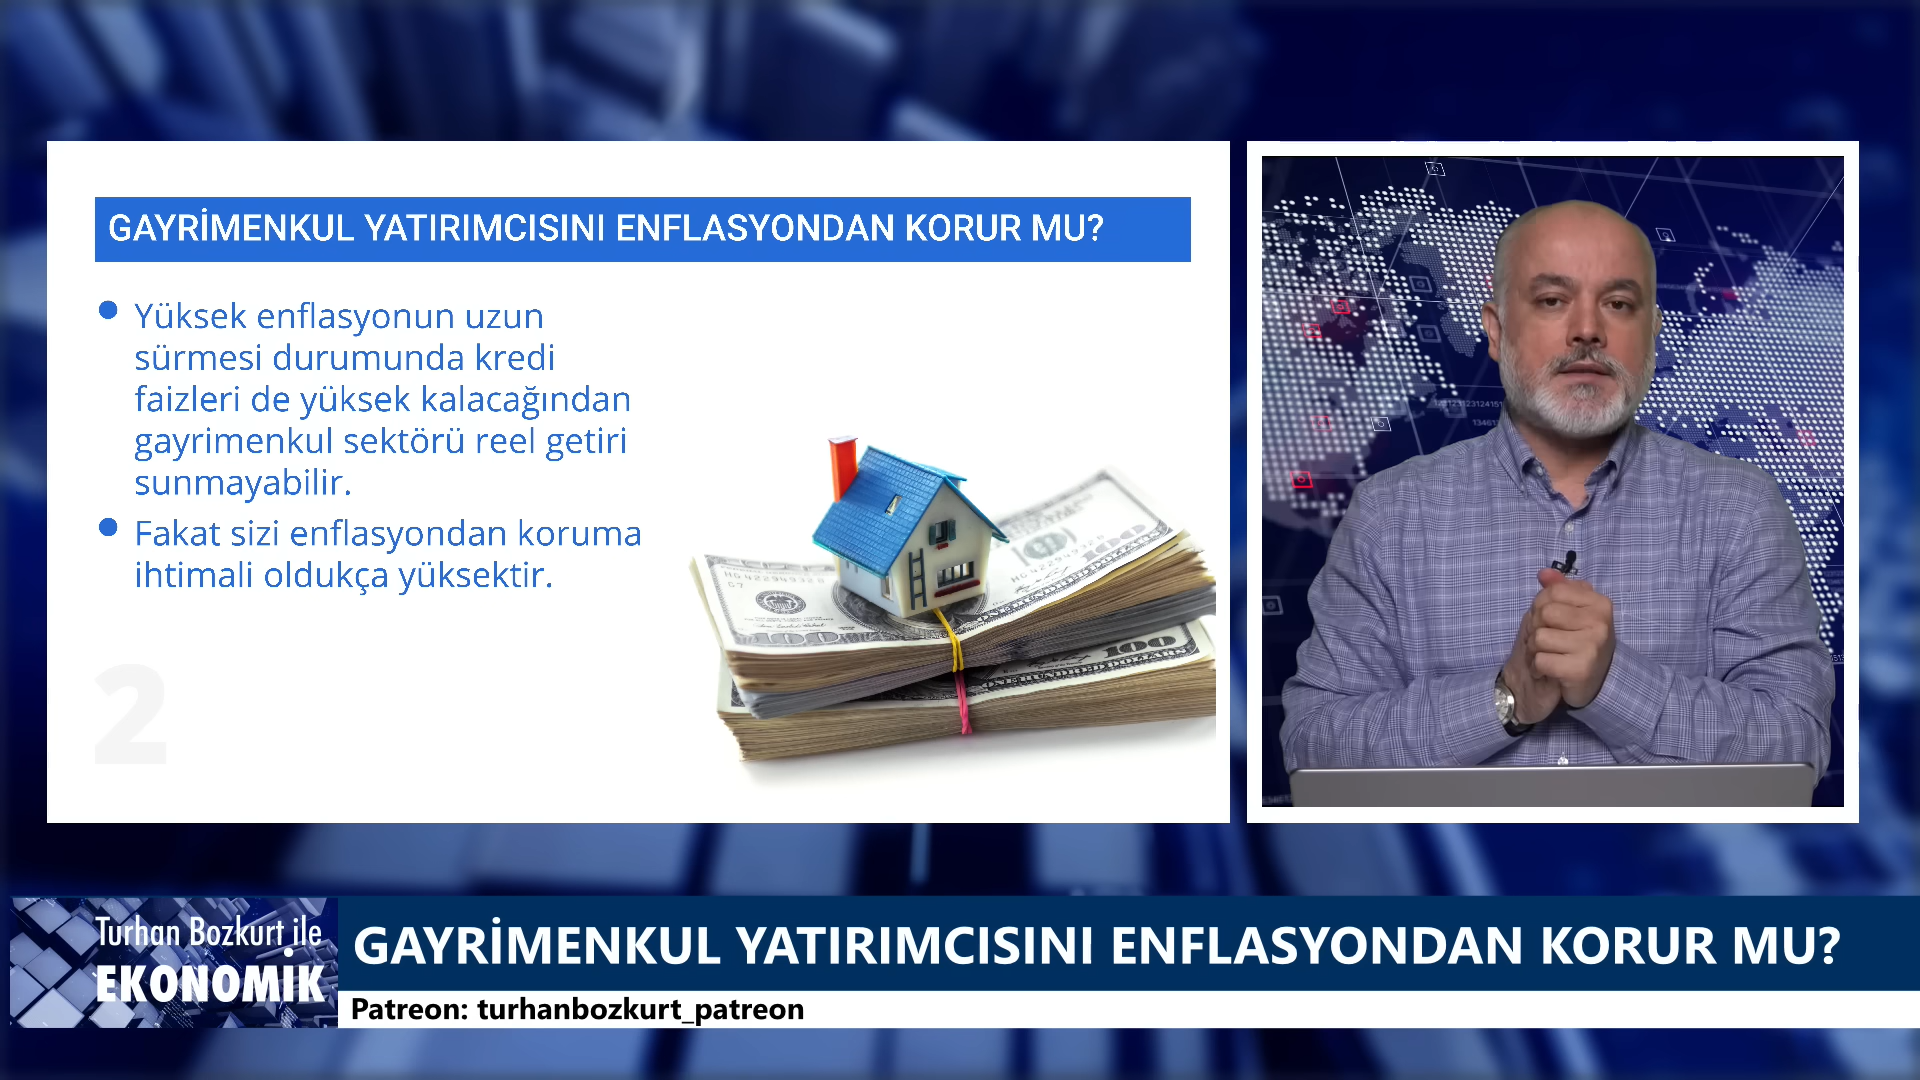 GAYRİMENKUL YATIRIMCISINI ENFLASYONDAN KORUR MU?
Yüksek enflasyonun uzun
sürmesi durumunda kredi
faizleri de yüksek kalacağından
gayrimenkul sektörü reel getiri
sunmayabilir.
Fakat sizi enflasyondan koruma
ihtimali oldukça yüksektir.
2
100
100
Turhan Bozkurt ile
EKONOMİK
GAYRİMENKUL YATIRIMCISINI ENFLASYONDAN KORUR MU?
Patreon: turhanbozkurt_patreon